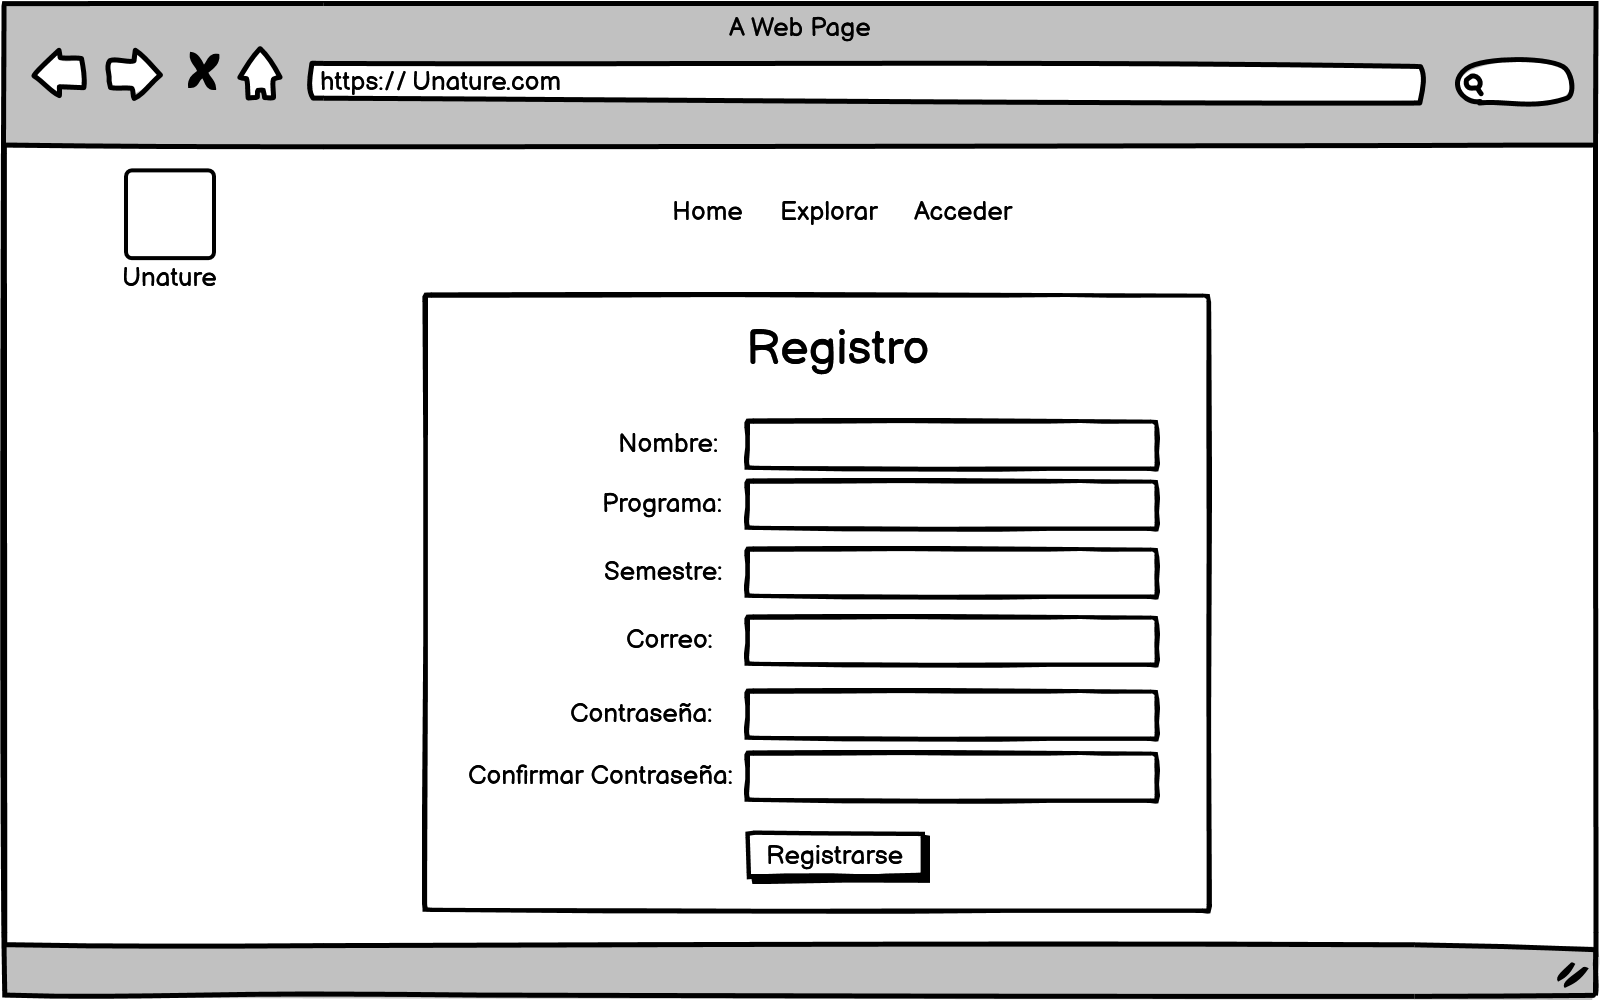 A Web Page
https:// Unature.com
Home Explorar Acceder
Unature
Registro
Nombre:
Programa:
Semestre:
Correo:
Contraseña:
Confirmar Contraseña:
Registrarse